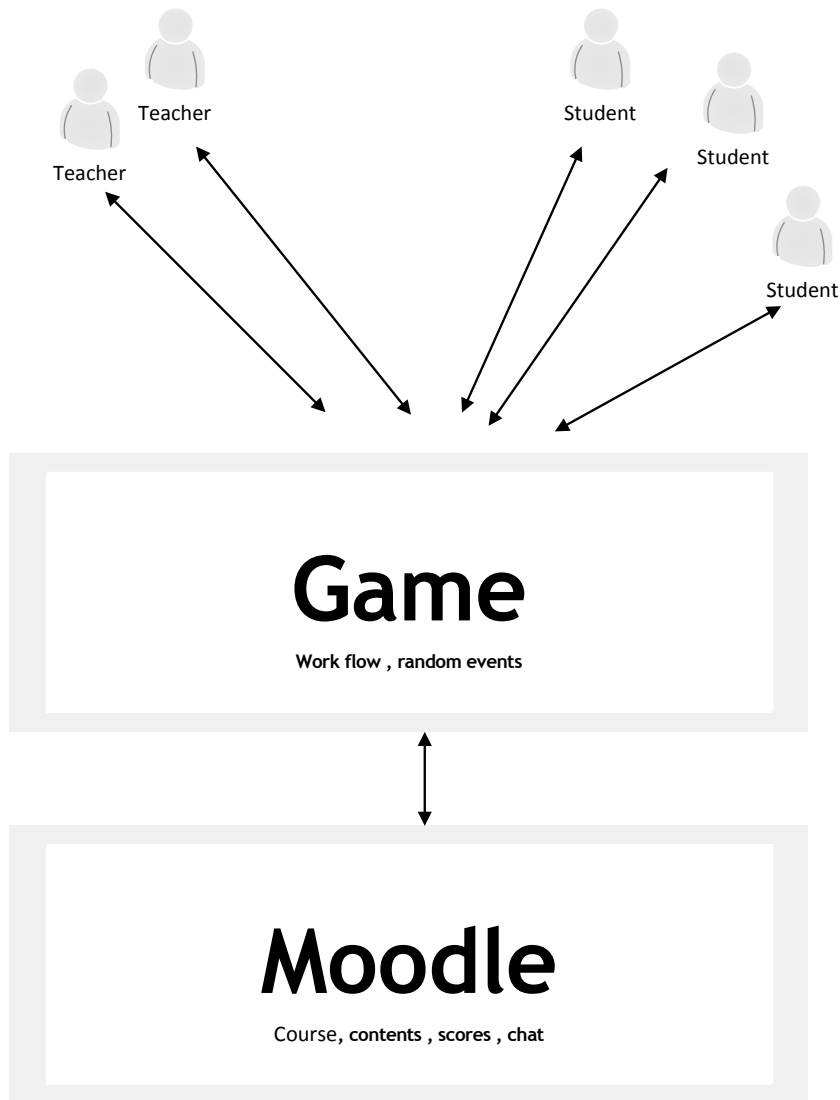 Teacher
Teacher
Student
Student
Student
Game
Work flow , random events
Moodle
Course, contents , scores , chat